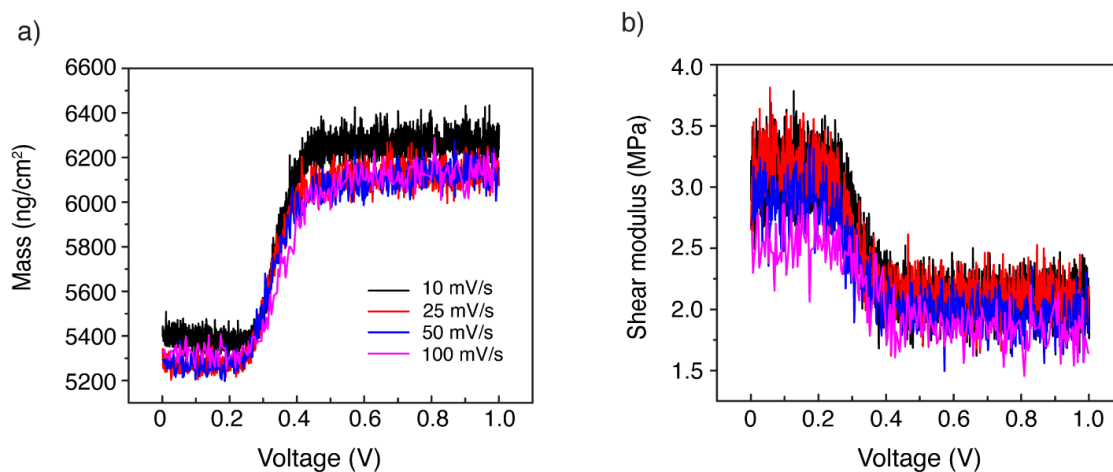 a)
6600
6400
6200
6000
5800
5600
5400
5200
Mass (ng/cm²)
10 mV/s
25 mV/s
50 mV/s
100 mV/s
0 0.2 0.4 0.6 0.8 1.0
Voltage (V)
b)
4.0
3.5
3.0
2.5
2.0
1.5
Shear modulus (MPa)
0 0.2 0.4 0.6 0.8 1.0
Voltage (V)